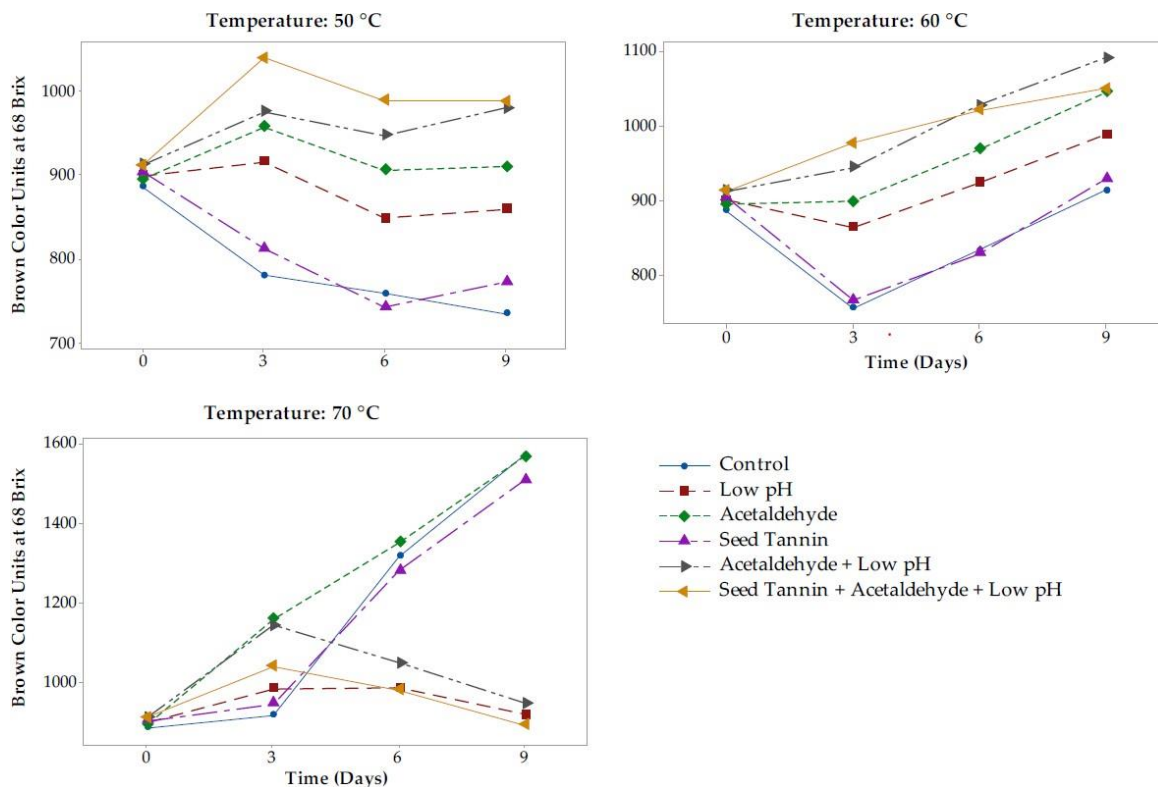 Temperature: 50 °C
Brown Color Units at 68 Brix
1000
900
800
700
0 3 6 9
Temperature: 60 °C
1100
1000
900
800
0 3 6 9
Time (Days)
Temperature: 70 °C
Brown Color Units at 68 Brix
1600
1400
1200
1000
0 3 6 9
Time (Days)
Control
Low pH
Acetaldehyde
Seed Tannin
Acetaldehyde + Low pH
Seed Tannin + Acetaldehyde + Low pH